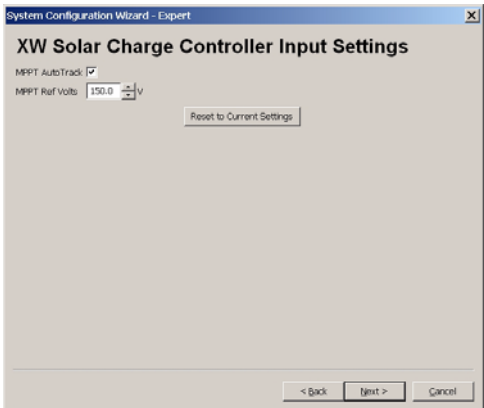 System Configuration Wizard - Expert
XW Solar Charge Controller Input Settings
MPPT AutoTrack
MPPT Ref Volts 150.0 V
Reset to Current Settings
< Back Next > Cancel